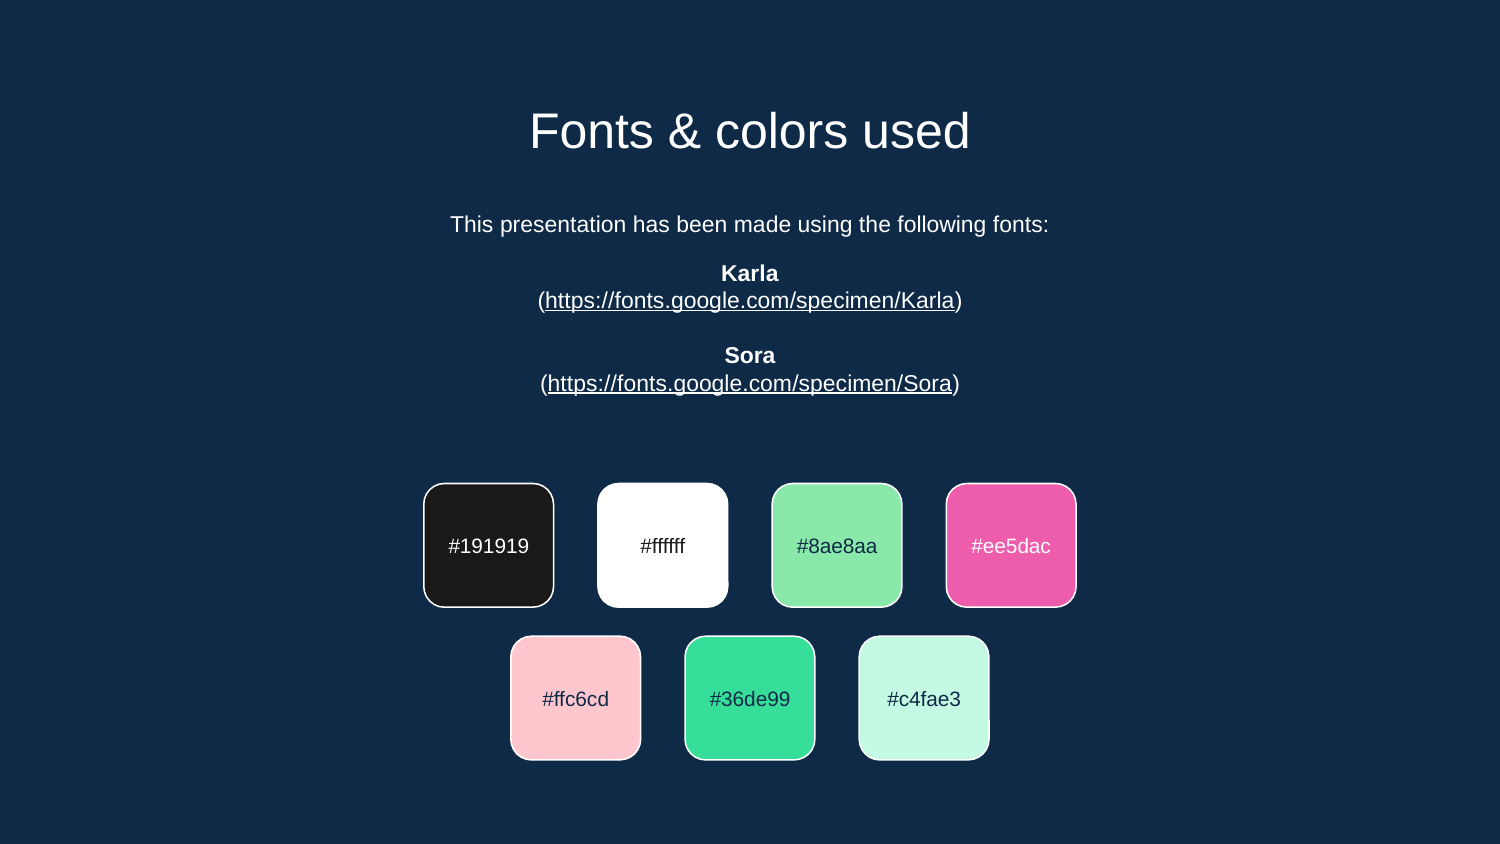 Fonts & colors used
This presentation has been made using the following fonts:
Karla
(https://fonts.google.com/specimen/Karla)
Sora
(https://fonts.google.com/specimen/Sora)
#191919
#ffffff
#8ae8aa
#ee5dac
#ffc6cd
#36de99
#c4fae3